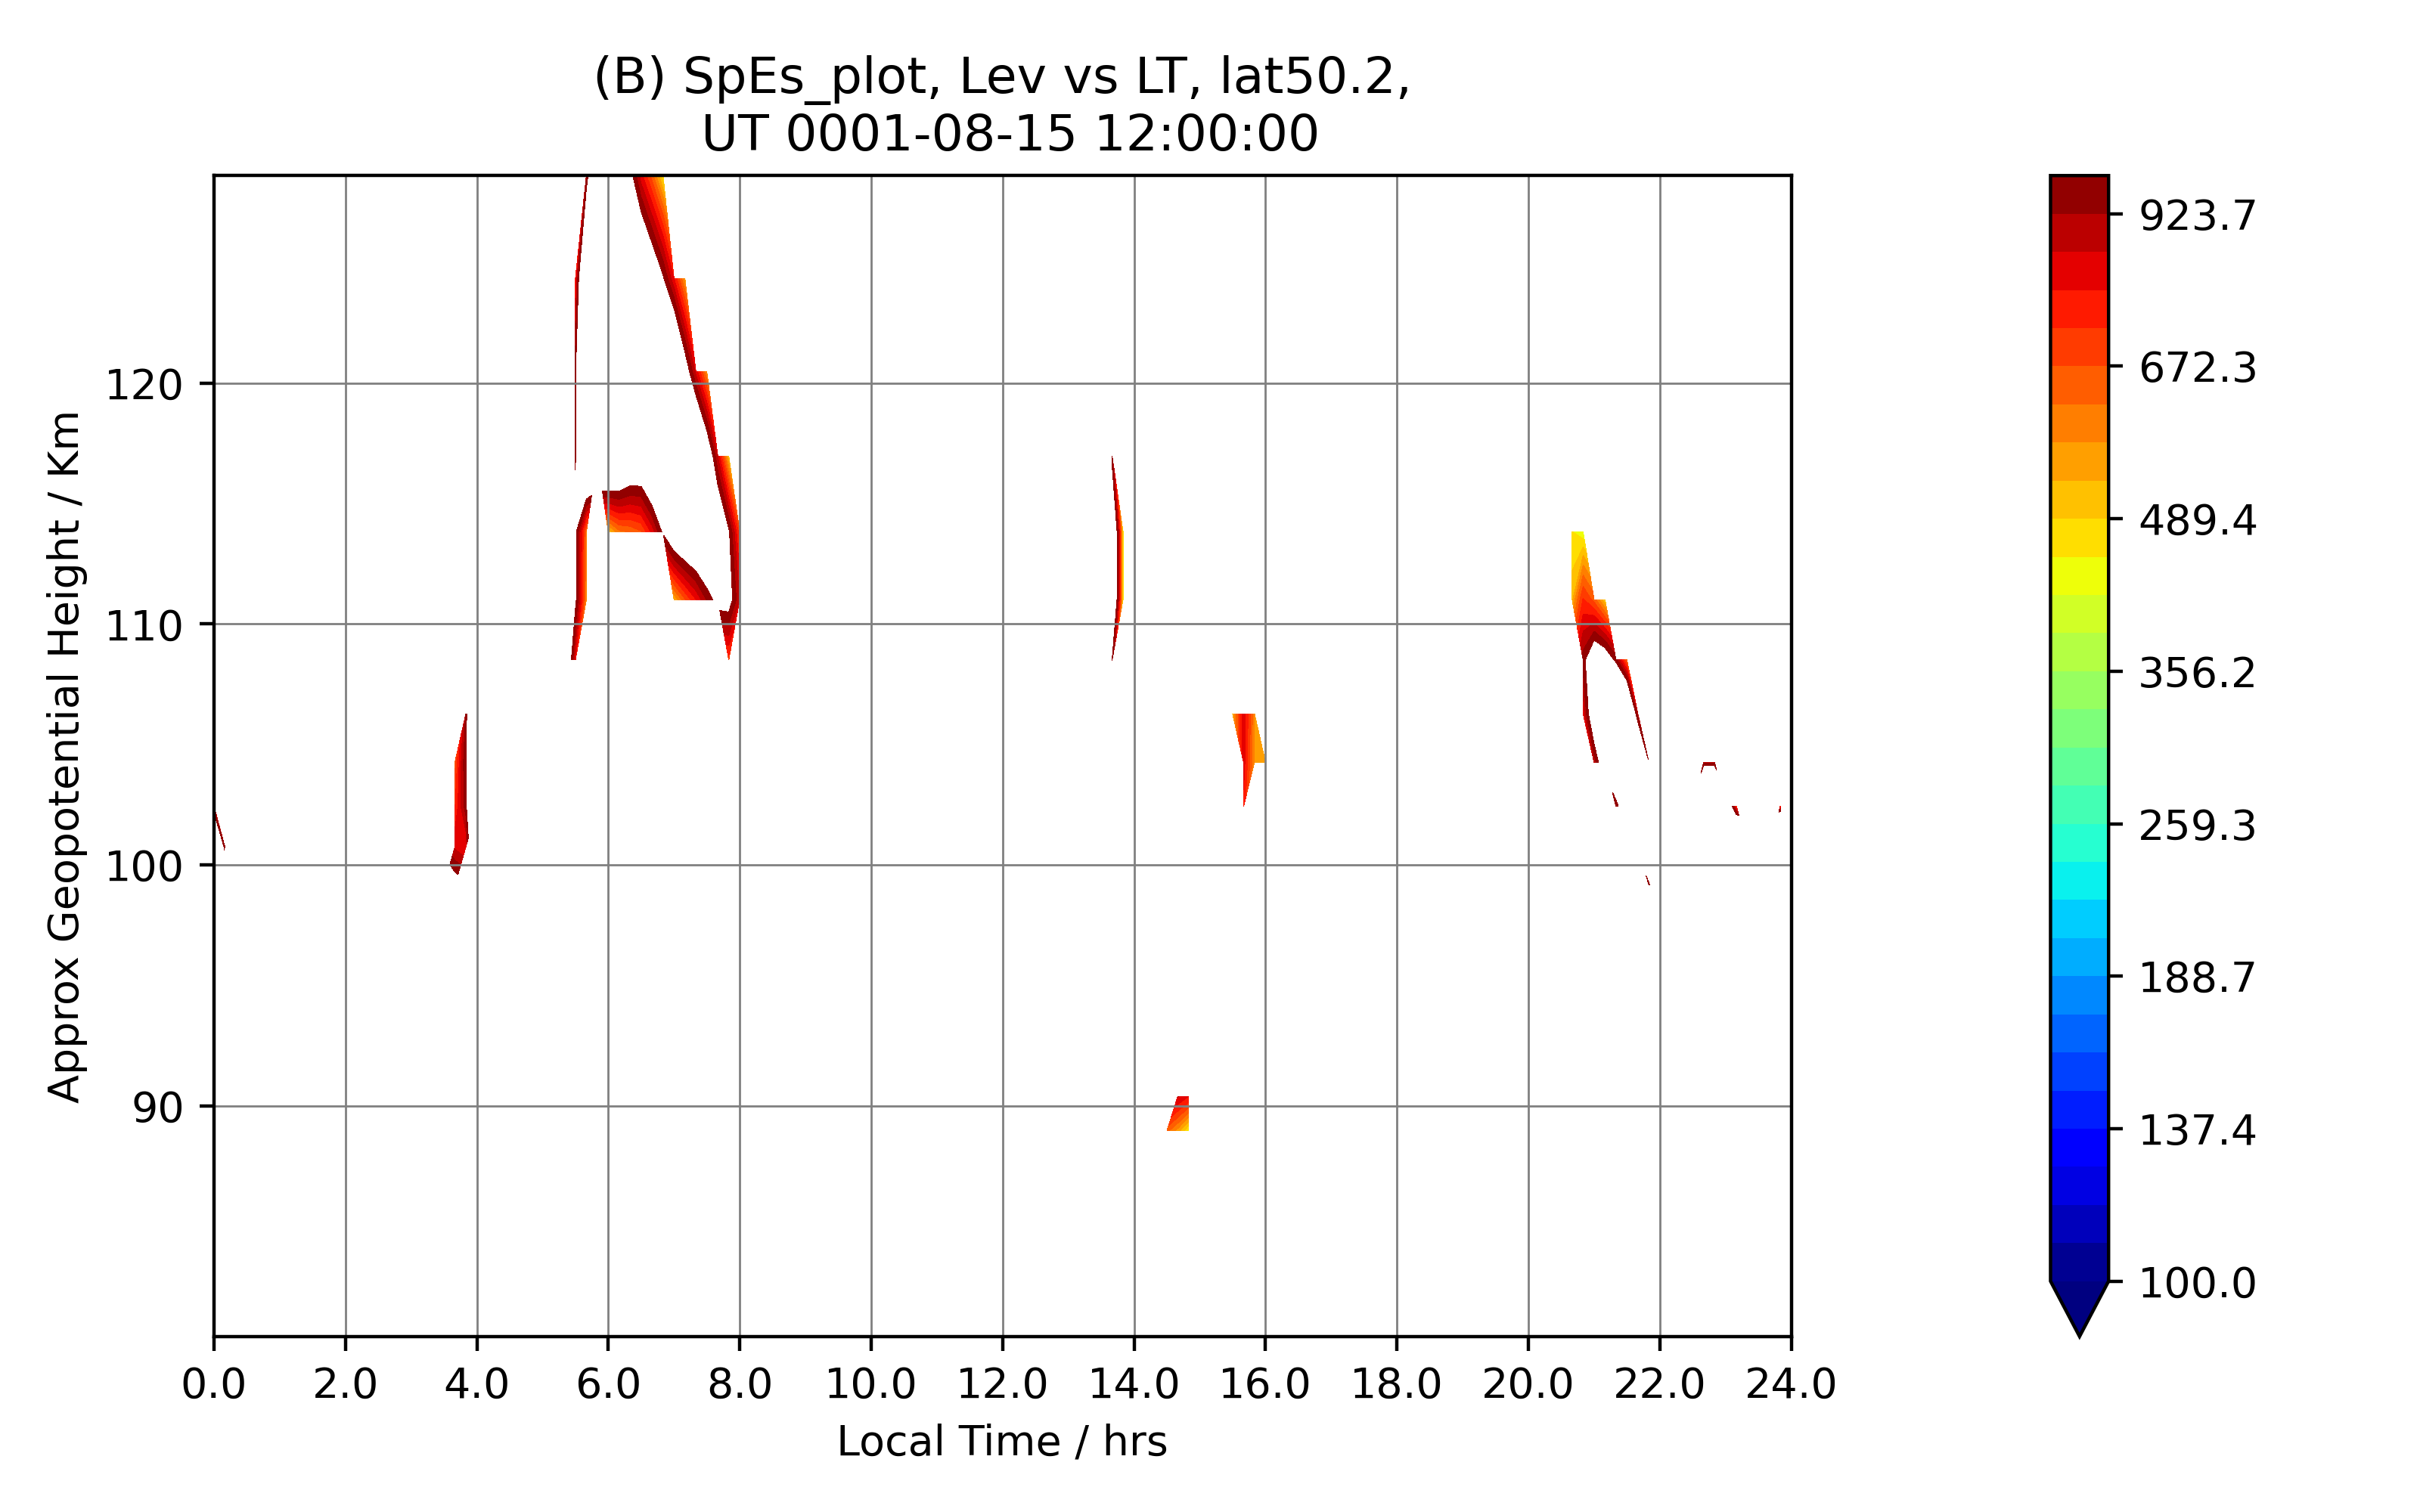 (B) SpEs_plot, Lev vs LT, lat50.2,
UT 0001-08-15 12:00:00
Approx Geopotential Height / Km
120
110
100
90
0.0 2.0 4.0 6.0 8.0 10.0 12.0 14.0 16.0 18.0 20.0 22.0 24.0
Local Time / hrs
923.7
672.3
489.4
356.2
259.3
188.7
137.4
100.0